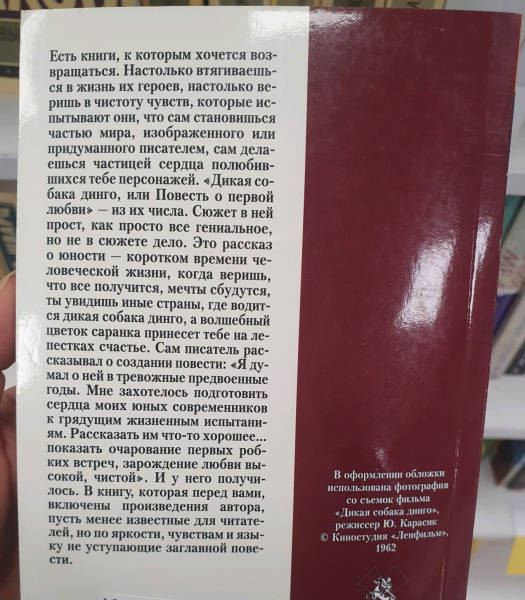 Есть книги, к которым хочется воз-
вращаться. Настолько втягиваешь-
ся в жизнь их героев, настолько ве-
ришь в чистоту чувств, которые ис-
пытывают они, что сам становишься
частью мира, изображенного или
придуманного писателем, сам дела-
ешься частицей сердца полюбив-
шихся тебе персонажей. «Дикая со-
бака динго, или Повесть о первой
любви» — из их числа. Сюжет в ней
прост, как просто все гениальное,
но не в сюжете дело. Это рассказ
о юности — коротком времени че-
ловеческой жизни, когда веришь,
что все получится, мечты сбудутся,
ты увидишь иные страны, где водит-
ся дикая собака динго, а волшебный
цветок саранка принесет тебе на ле-
пестках счастье. Сам писатель рас-
сказывал о создании повести: «Я ду-
мал о ней в тревожные предвоенные
годы. Мне захотелось подготовить
сердца моих юных современников
к грядущим жизненным испытани-
ям. Рассказать им что-то хорошее...
показать очарование первых роб-
ких встреч, зарождение любви вы-
сокой, чистой». И у него получи-
лось. В книгу, которая перед вами,
включены произведения автора,
пусть менее известные для читате-
лей, но по яркости, чувствам и язы-
ку не уступающие заглавной пове-
сти.
В оформлении обложки
использована фотография
со съемок фильма
«Дикая собака динго»,
режиссер Ю. Карасик
© Киностудия «Ленфильм»,
1962